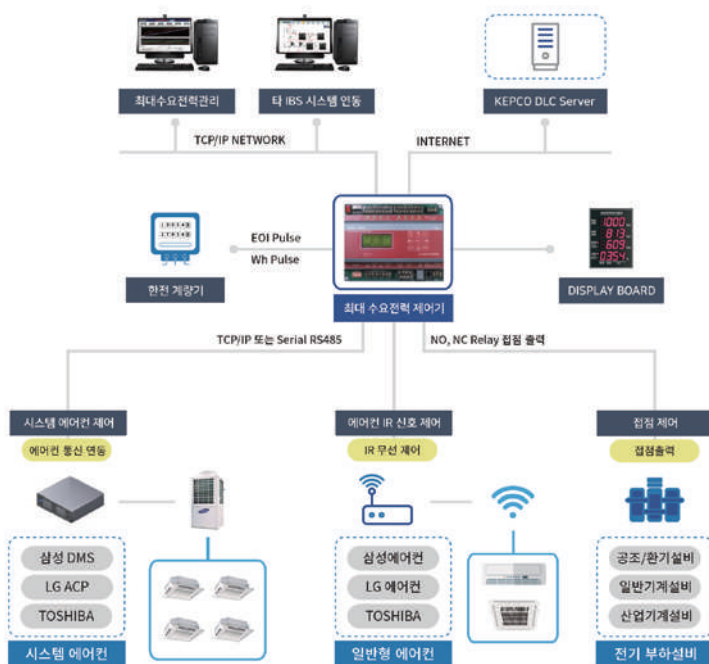 최대수요전력관리
타 IBS 시스템 연동
KEPCO DLC Server
TCP/IP NETWORK
INTERNET
EOI Pulse
Wh Pulse
1000
813
609
0354
한전 계량기
최대 수요전력 제어기
DISPLAY BOARD
TCP/IP 또는 Serial RS485
NO, NC Relay 접점 출력
시스템 에어컨 제어
에어컨 IR 신호 제어
접점 제어
에어컨 통신 연동
IR 무선 제어
접점출력
삼성 DMS
LG ACP
TOSHIBA
삼성에어컨
LG 에어컨
TOSHIBA
공조/환기설비
일반기계설비
산업기계설비
시스템 에어컨
일반형 에어컨
전기 부하설비